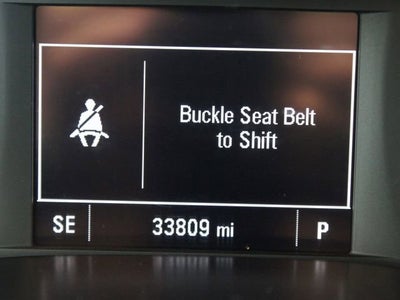 Buckle Seat Belt
to Shift
SE 33809 mi P